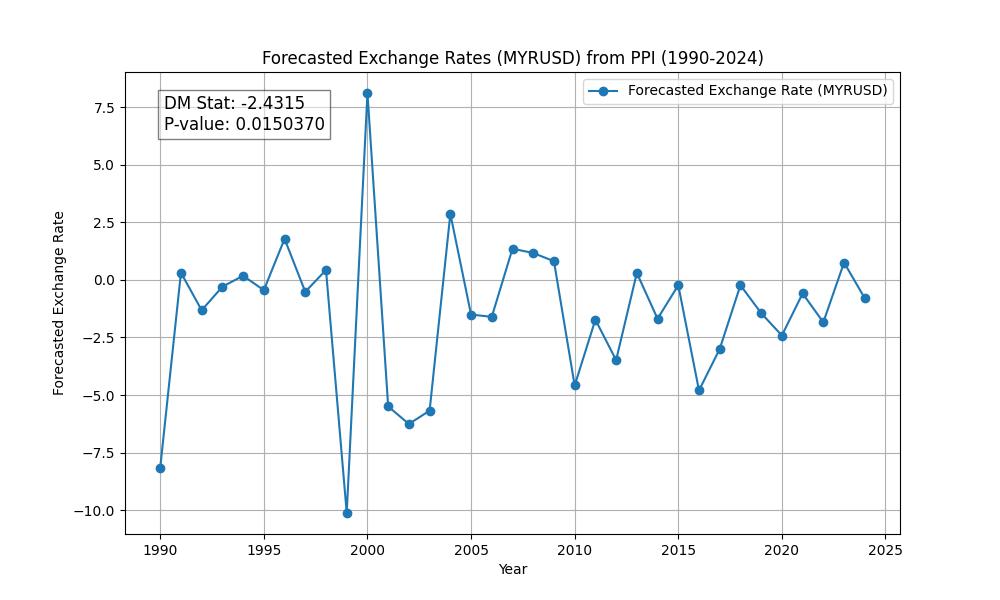 Forecasted Exchange Rates (MYRUSD) from PPI (1990-2024)
DM Stat: -2.4315
P-value: 0.0150370
Forecasted Exchange Rate (MYRUSD)
Forecasted Exchange Rate
7.5
5.0
2.5
0.0
−2.5
−5.0
−7.5
−10.0
1990 1995 2000 2005 2010 2015 2020 2025
Year